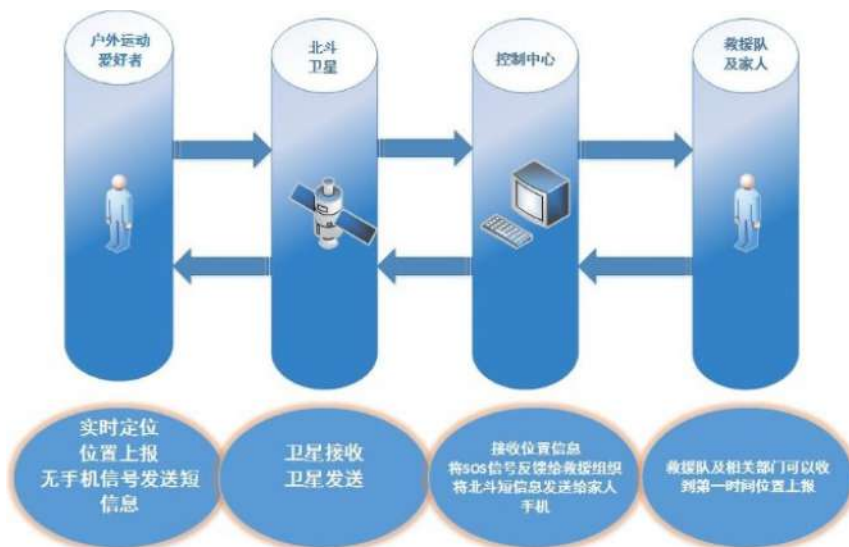 户外运动
爱好者
北斗
卫星
控制中心
救援队
及家人
实时定位
位置上报
无手机信号发送短
信息
卫星接收
卫星发送
接收位置信息
将SOS信号反馈给救援组织
将北斗短信息发送给家人
手机
救援队及相关部门可以收
到第一时间位置上报